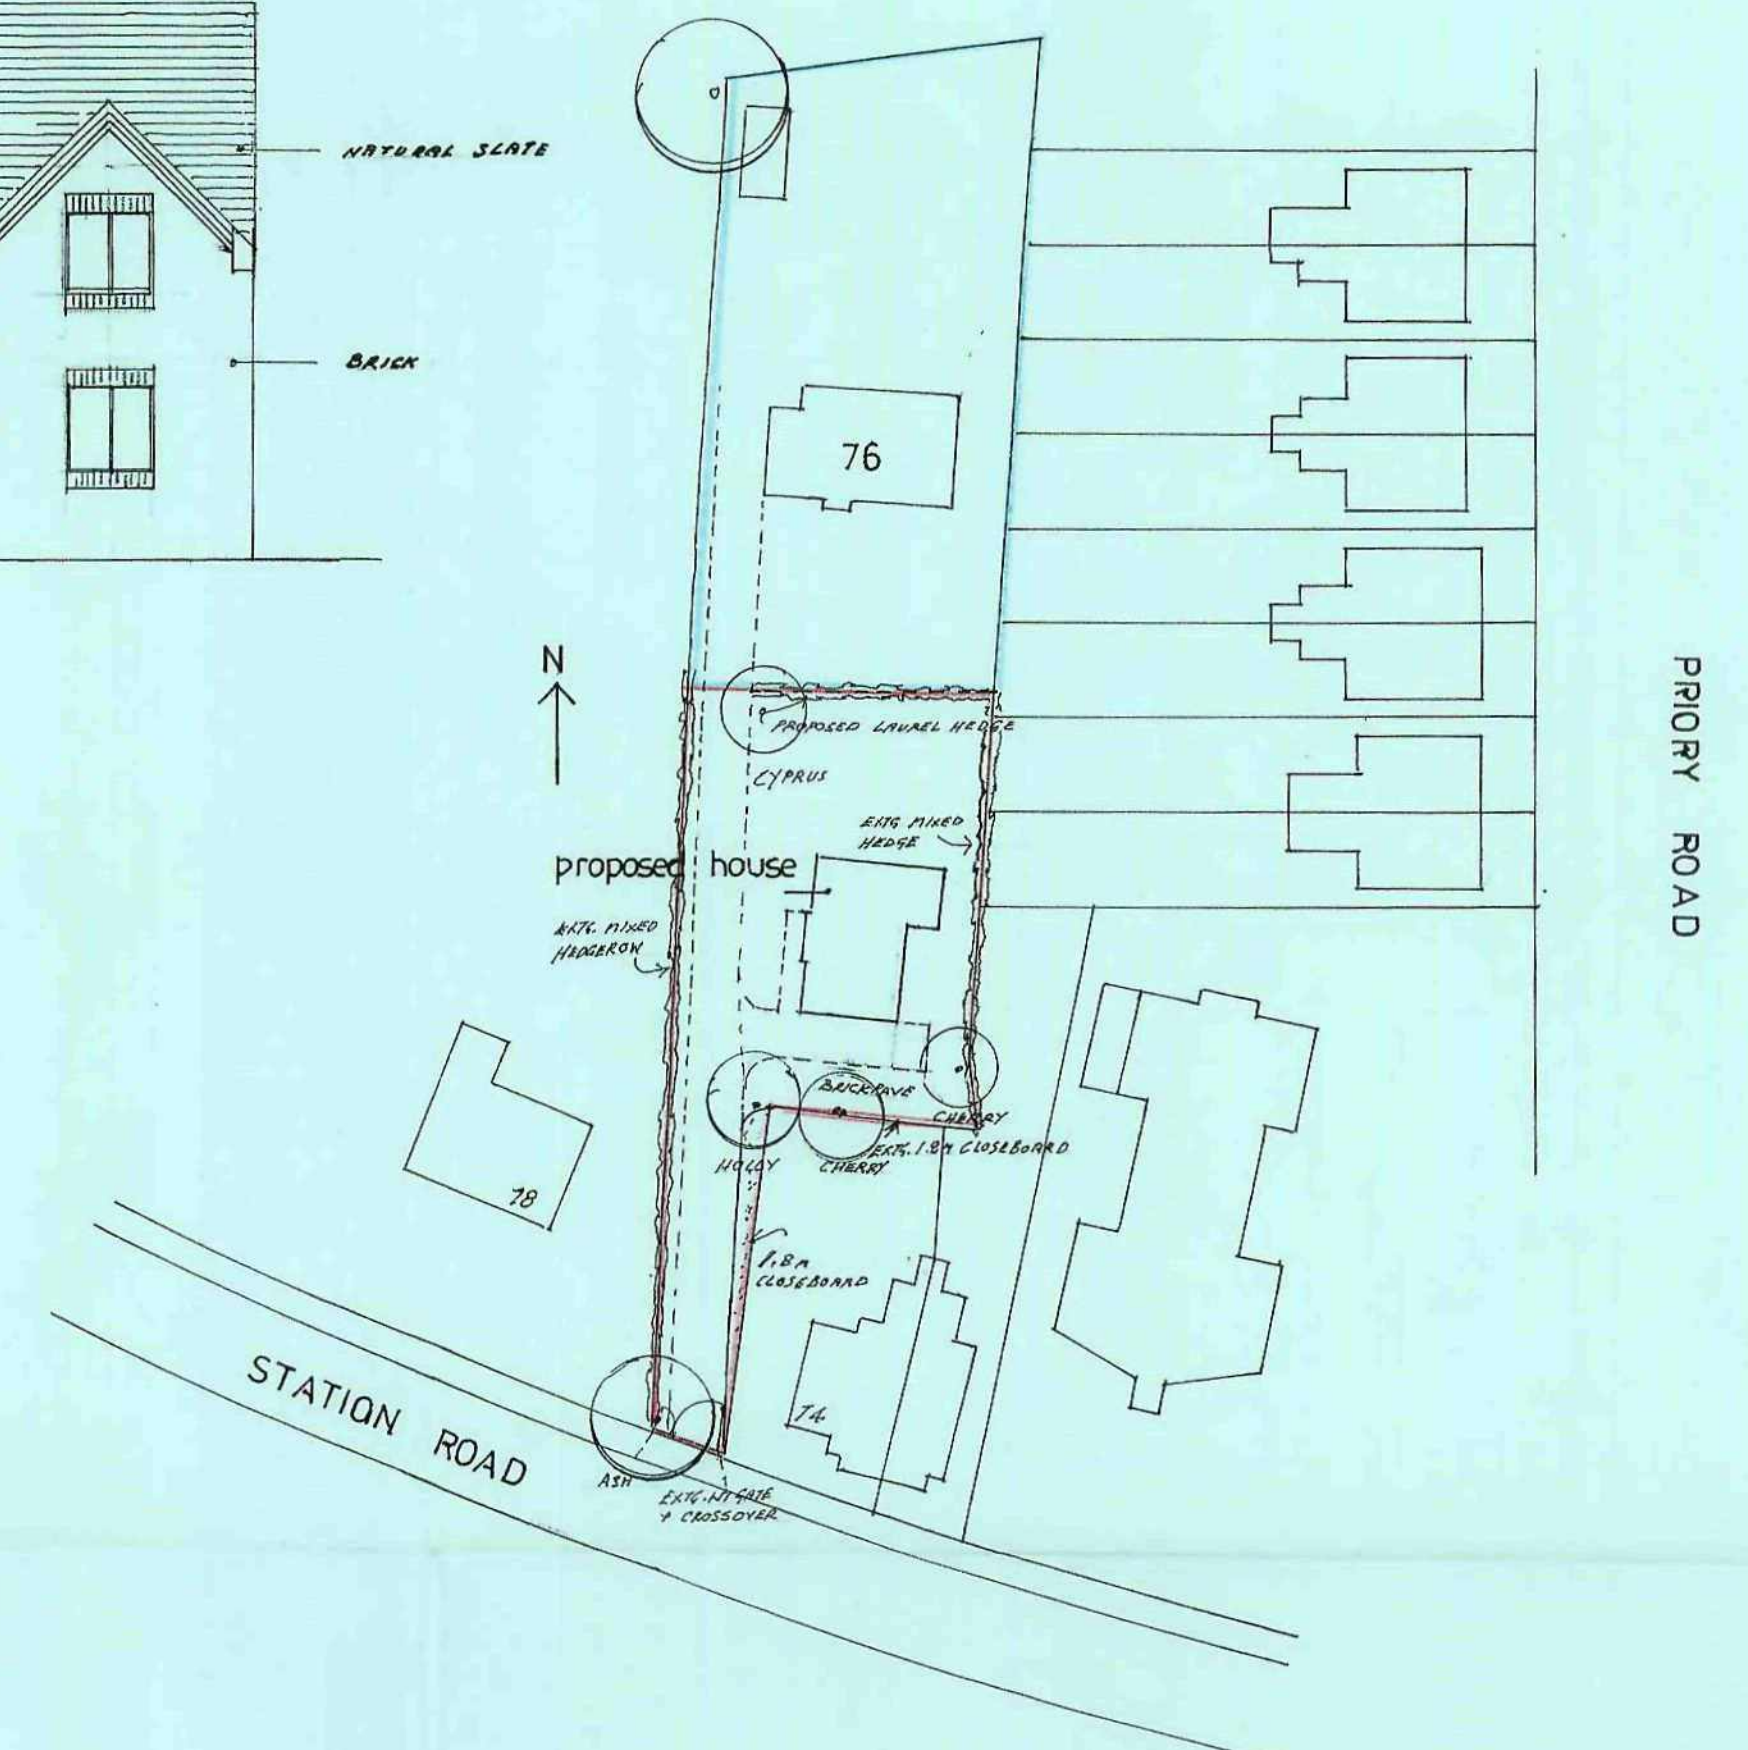 NATURAL SLATE
BRICK
76
N
PROPOSED LAUREL HEDGE
CYPRUS
EXTG MIXED
HEDGE
proposed house
EXTG. MIXED
HEDGEROW
PRIORY ROAD
BRICKPAVE
CHERRY
EXTG. 1.8M CLOSEBOARD
HOLLY
CHERRY
78
1.8M
CLOSEBOARD
74
STATION ROAD
ASH
EXTG. GATE
+ CROSSOVER